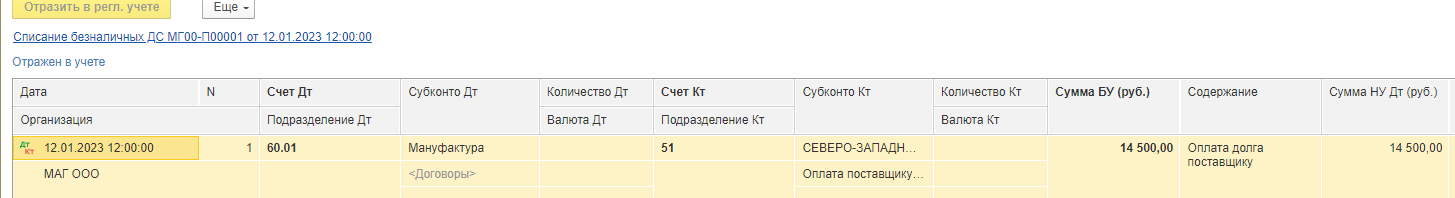 Отразить в регл. учете Еще
Списание безналичных ДС МГ00-П00001 от 12.01.2023 12:00:00
Отражен в учете
Дата N Счет Дт Субконто Дт Количество Дт Счет Кт Субконто Кт Количество Кт Сумма БУ (руб.) Содержание Сумма НУ Дт (руб.)
Организация Подразделение Дт Валюта Дт Подразделение Кт Валюта Кт
Дт Кт 12.01.2023 12:00:00 1 60.01 Мануфактура 51 СЕВЕРО-ЗАПАДН... 14 500,00 Оплата долга 14 500,00
поставщику
МАГ ООО <Договоры> Оплата поставщику...